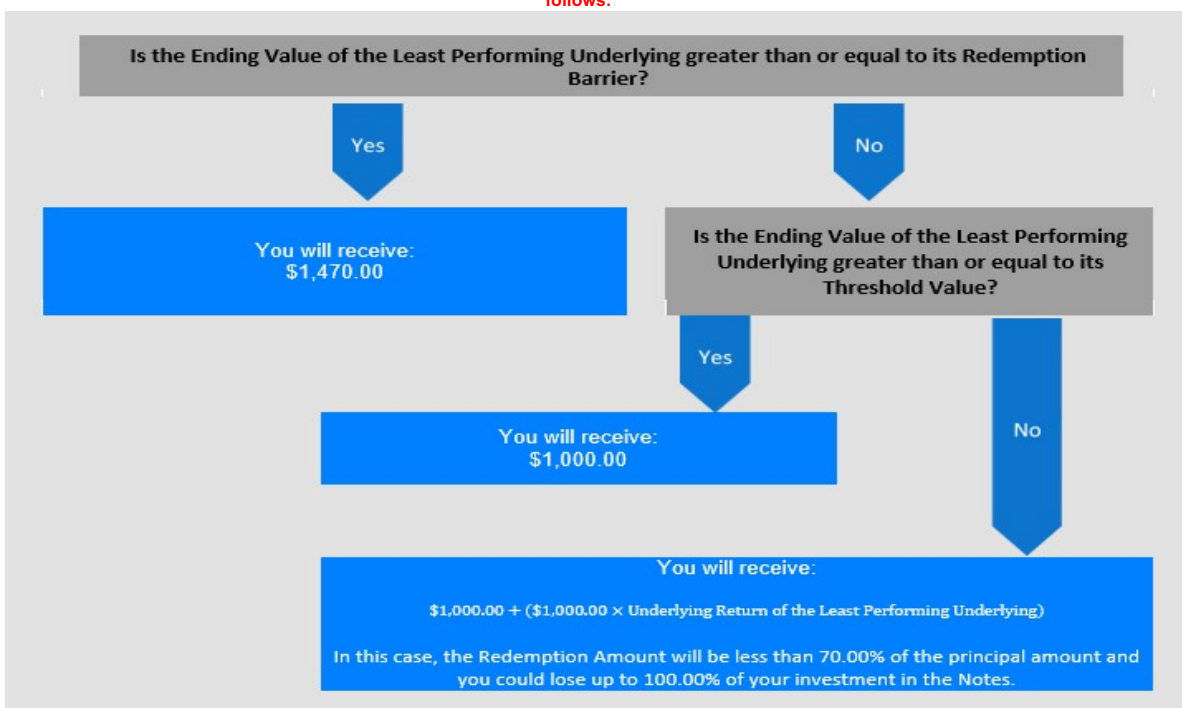 follows:
Is the Ending Value of the Least Performing Underlying greater than or equal to its Redemption
Barrier?
Yes
No
You will receive:
$1,470.00
Is the Ending Value of the Least Performing
Underlying greater than or equal to its
Threshold Value?
Yes
No
You will receive:
$1,000.00
You will receive:
$1,000.00 + ($1,000.00 × Underlying Return of the Least Performing Underlying)
In this case, the Redemption Amount will be less than 70.00% of the principal amount and
you could lose up to 100.00% of your investment in the Notes.